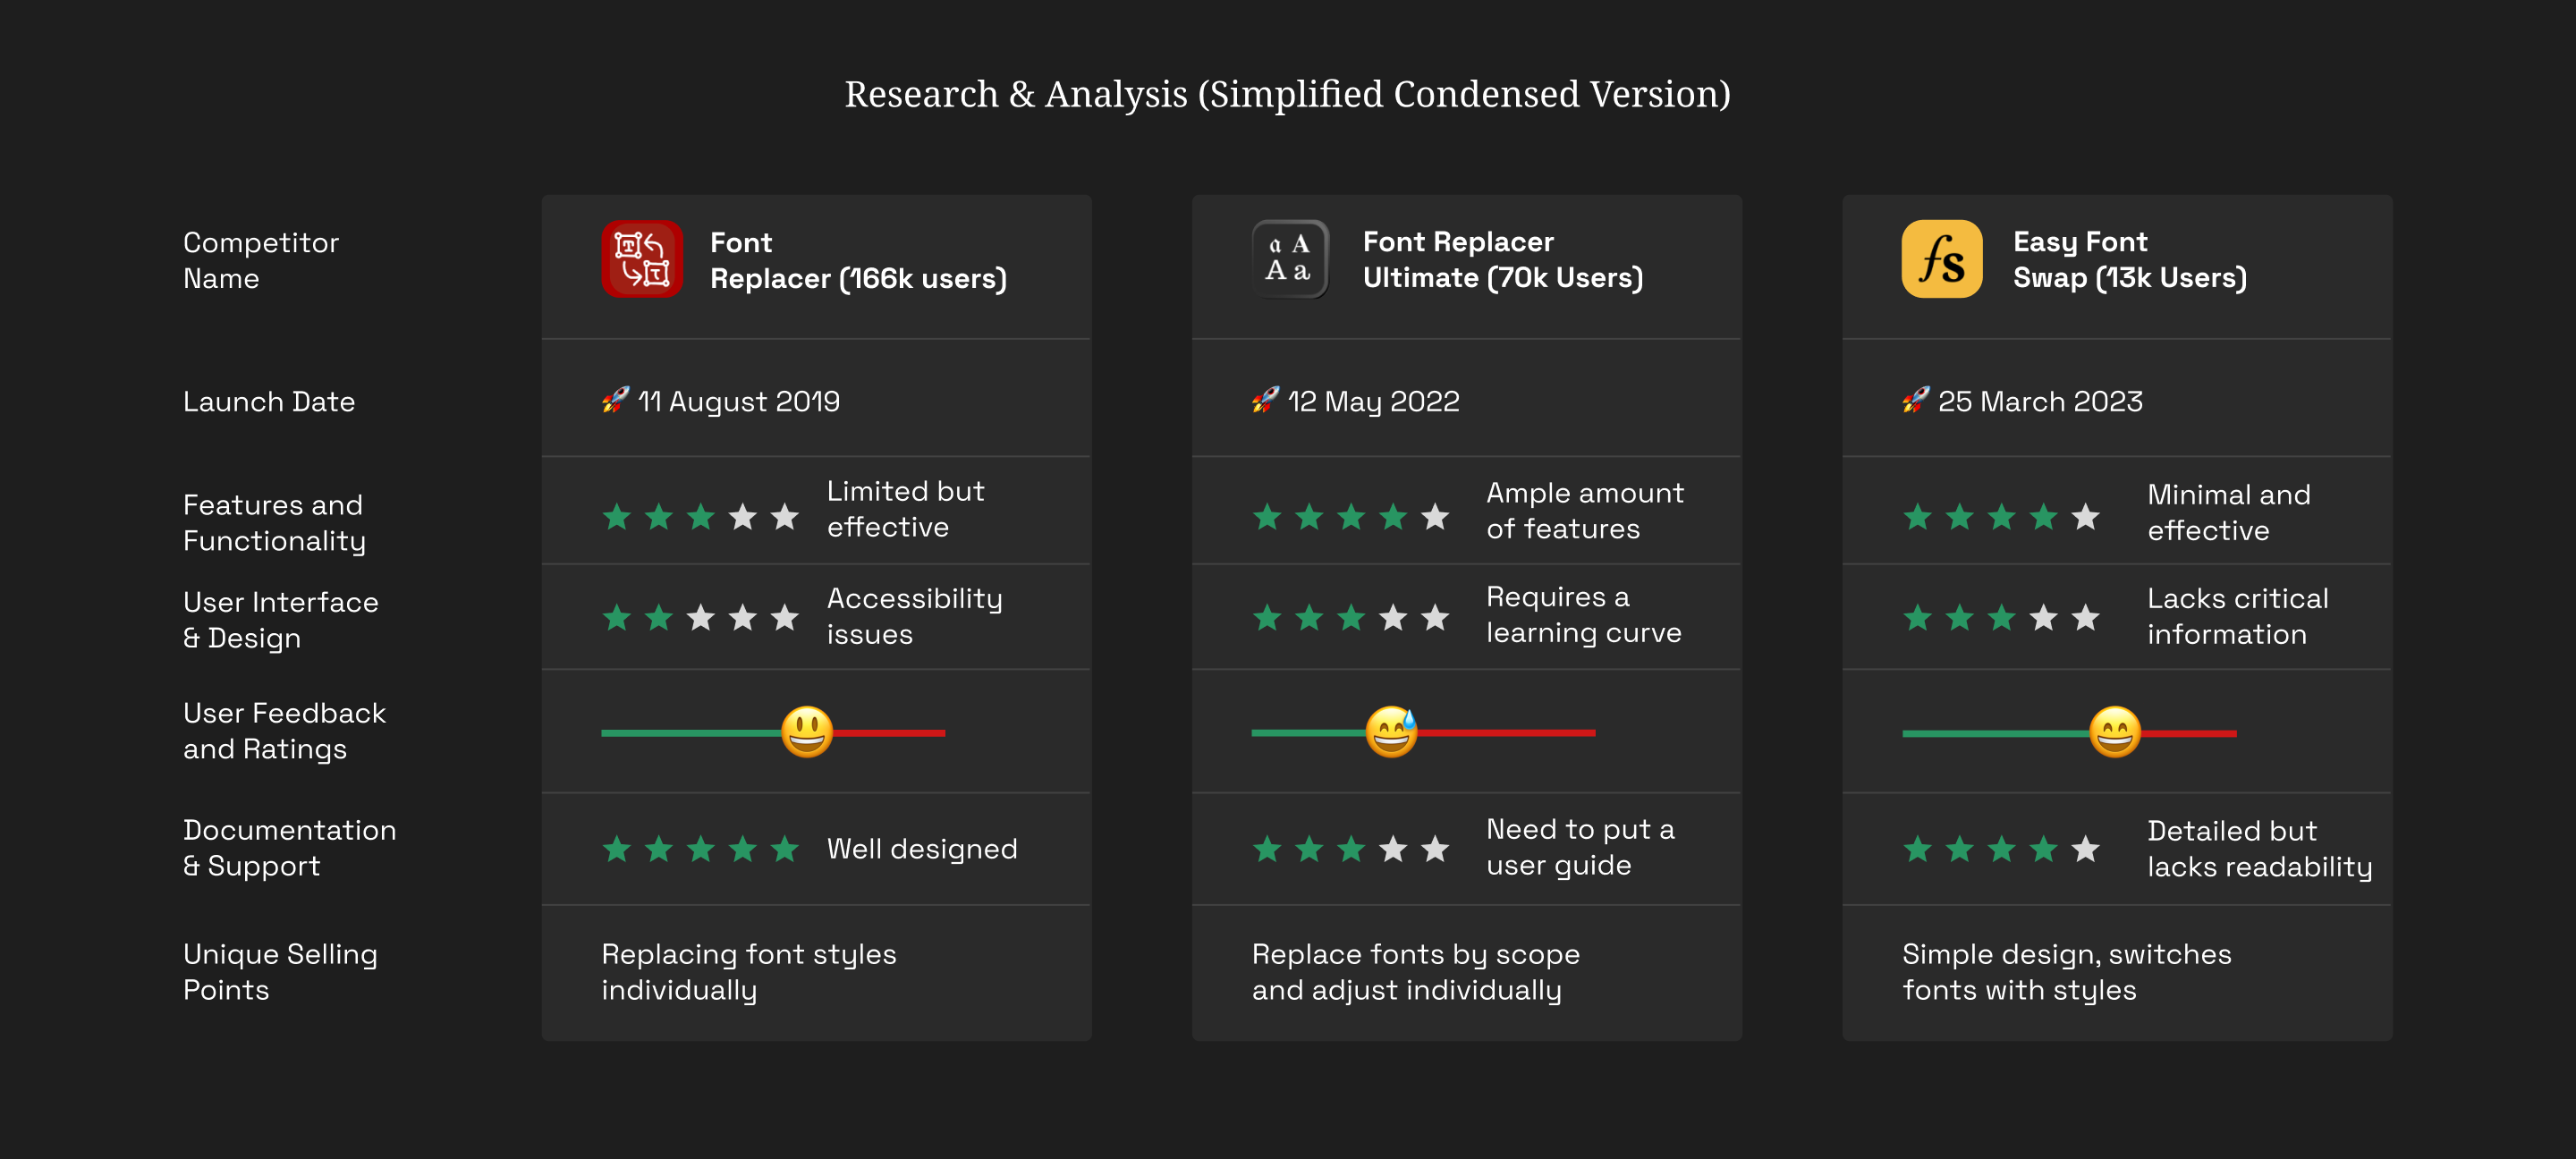 Research & Analysis (Simplified Condensed Version)
Competitor
Name
Font
Replacer (166k users)
Font Replacer
Ultimate (70k Users)
Easy Font
Swap (13k Users)
Launch Date
🚀 11 August 2019
🚀 12 May 2022
🚀 25 March 2023
Features and
Functionality
Limited but
effective
Ample amount
of features
Minimal and
effective
User Interface
& Design
Accessibility
issues
Requires a
learning curve
Lacks critical
information
User Feedback
and Ratings
Documentation
& Support
Well designed
Need to put a
user guide
Detailed but
lacks readability
Unique Selling
Points
Replacing font styles
individually
Replace fonts by scope
and adjust individually
Simple design, switches
fonts with styles